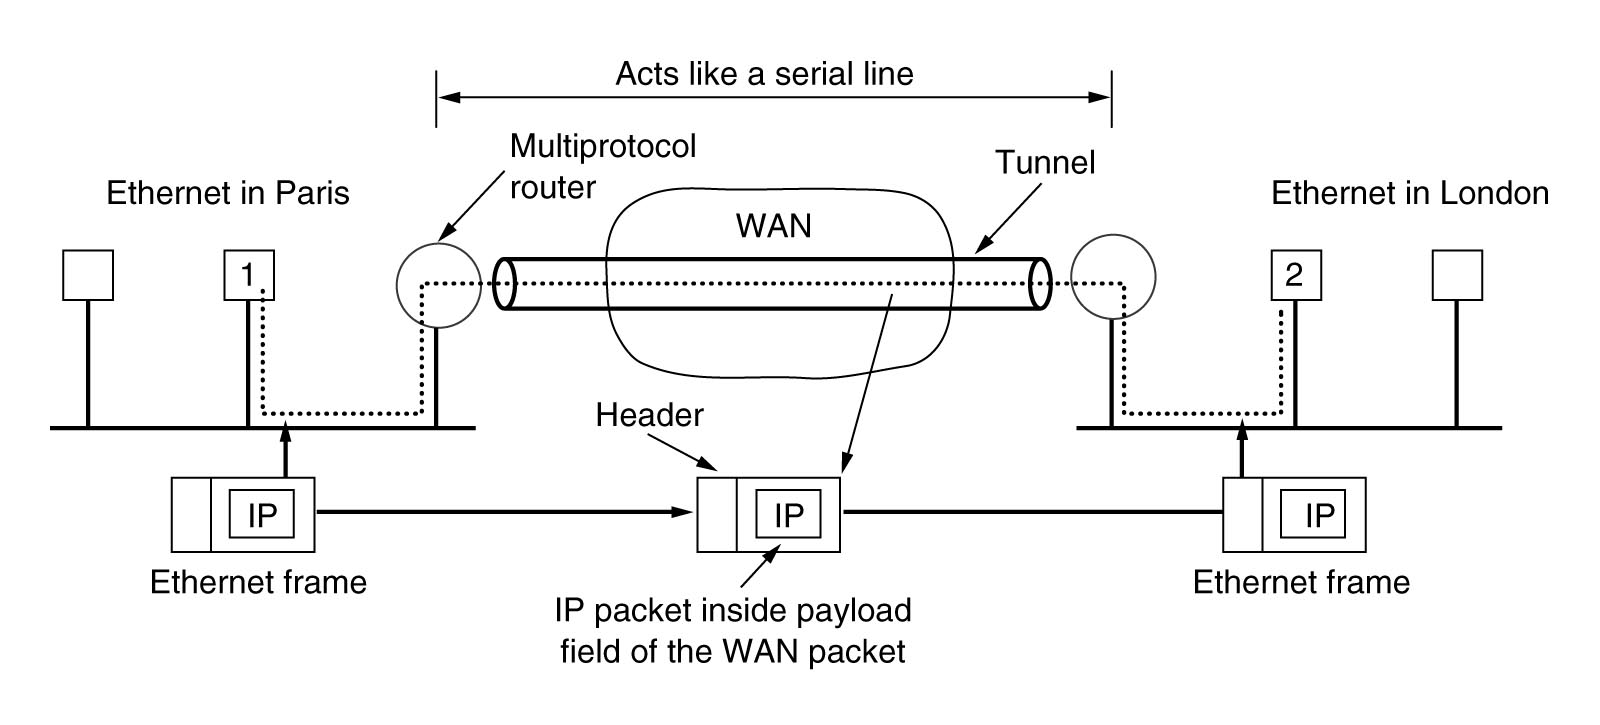 Acts like a serial line
Multiprotocol
router
Tunnel
Ethernet in Paris
Ethernet in London
WAN
1
2
Header
IP
IP
IP
Ethernet frame
Ethernet frame
IP packet inside payload
field of the WAN packet